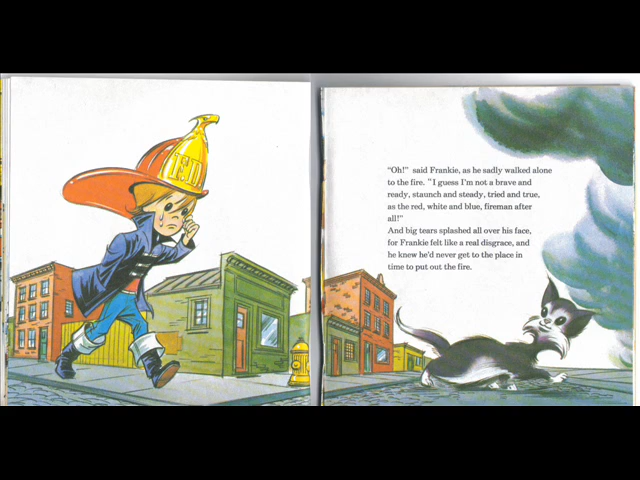 F.D.
"Oh!" said Frankie, as he sadly walked alone
to the fire. "I guess I'm not a brave and
ready, staunch and steady, tried and true,
as the red, white and blue, fireman after
all!"
And big tears splashed all over his face,
for Frankie felt like a real disgrace, and
he knew he'd never get to the place in
time to put out the fire.